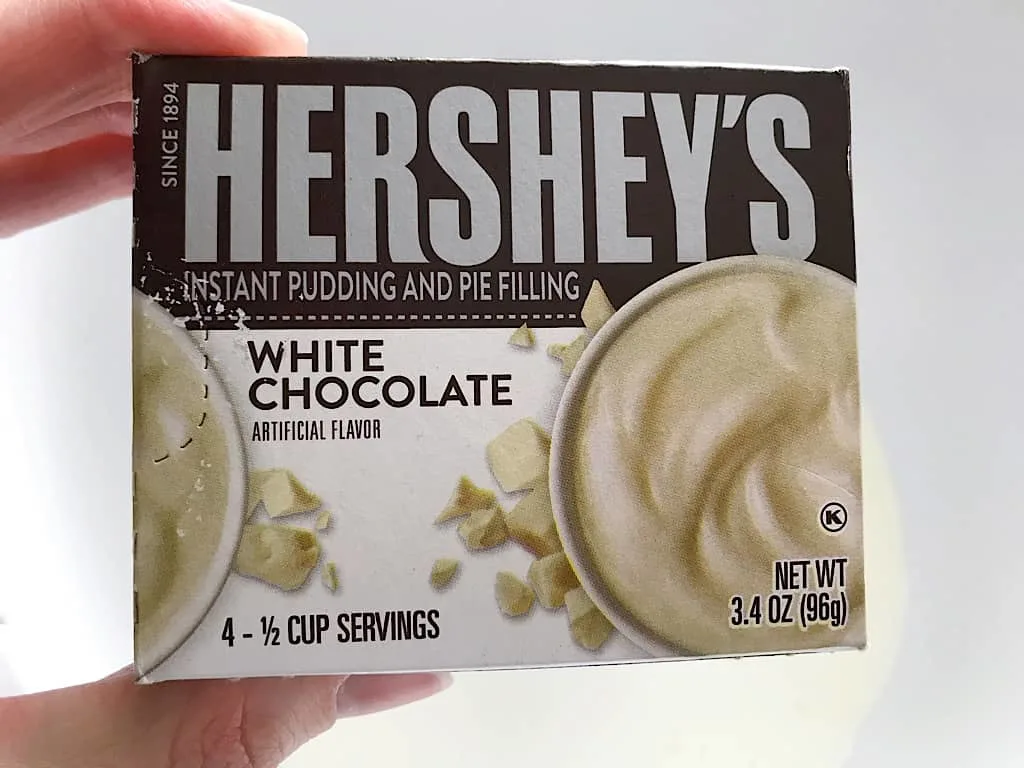 SINCE 1894
HERSHEY'S
INSTANT PUDDING AND PIE FILLING
WHITE
CHOCOLATE
ARTIFICIAL FLAVOR
K
NET WT
3.4 OZ (96g)
4 - ½ CUP SERVINGS